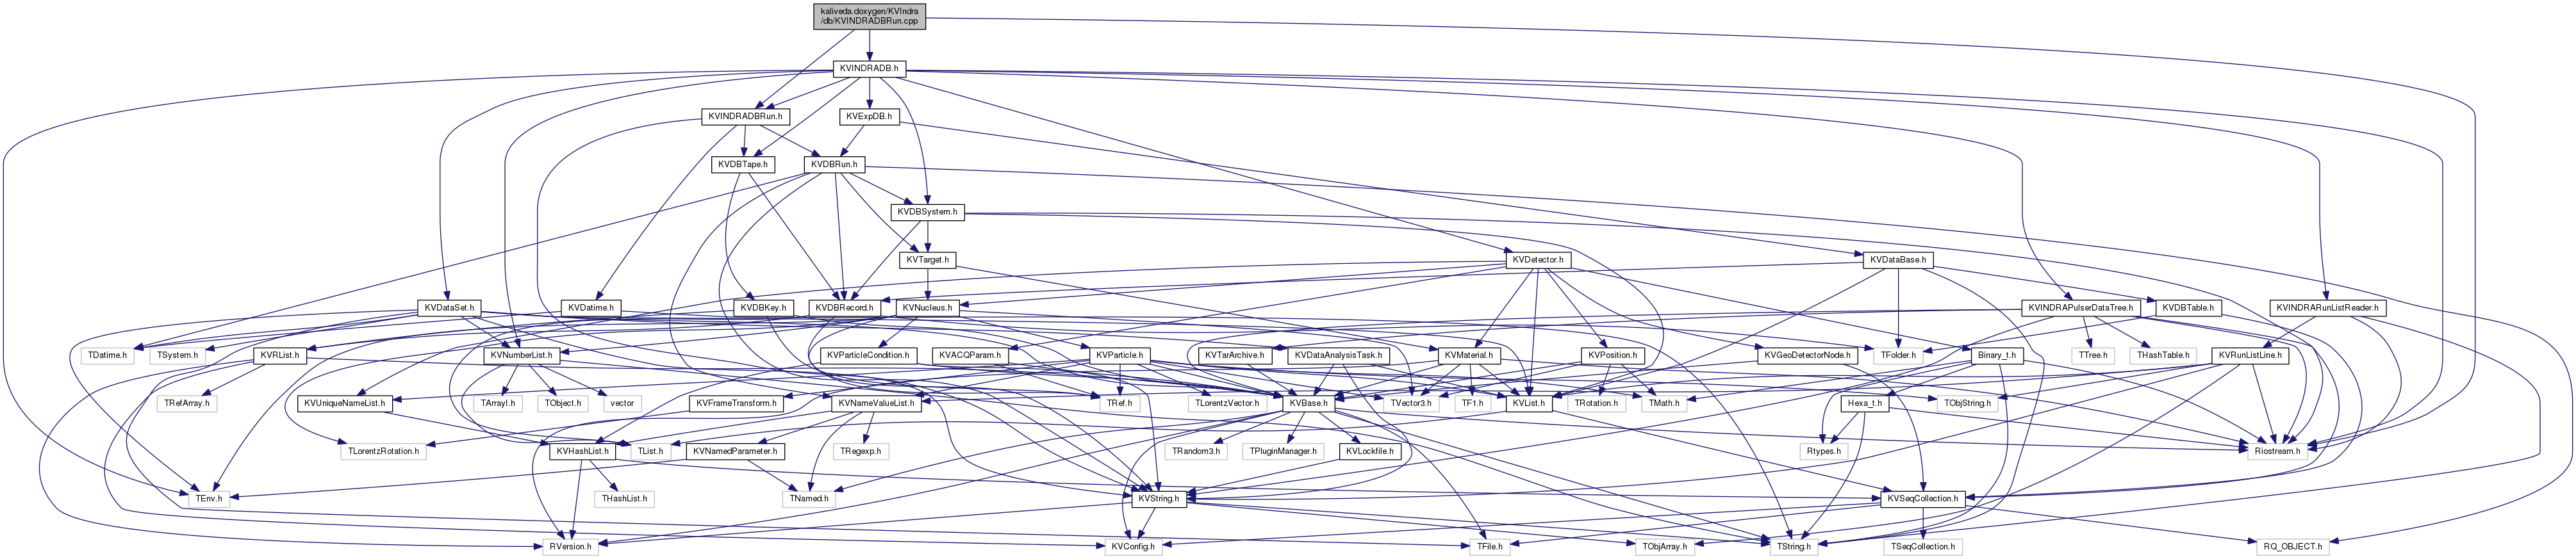 kaliveda.doxygen/KVIndra
/db/KVINDRADBRun.cpp
KVINDRADB.h
KVINDRADBRun.h
KVExpDB.h
KVDBTape.h
KVDBRun.h
KVDBSystem.h
KVTarget.h
KVDetector.h
KVDataBase.h
KVDataSet.h
KVDatime.h
KVDBKey.h
KVDBRecord.h
KVNucleus.h
KVINDRAPulserDataTree.h
KVDBTable.h
KVINDRARunListReader.h
TDatime.h
TSystem.h
KVRList.h
KVNumberList.h
KVParticleCondition.h
KVACQParam.h
KVParticle.h
KVTarArchive.h
KVDataAnalysisTask.h
KVMaterial.h
KVPosition.h
KVGeoDetectorNode.h
TFolder.h
Binary_t.h
TTree.h
THashTable.h
KVRunListLine.h
TRefArray.h
KVUniqueNameList.h
TArrayI.h
TObject.h
vector
KVFrameTransform.h
KVNameValueList.h
TRef.h
TLorentzVector.h
KVBase.h
TVector3.h
TF1.h
KVList.h
TRotation.h
TMath.h
Hexa_t.h
TObjString.h
TLorentzRotation.h
KVHashList.h
TList.h
KVNamedParameter.h
TRegexp.h
TRandom3.h
TPluginManager.h
KVLockfile.h
Rtypes.h
Riostream.h
TEnv.h
THashList.h
TNamed.h
KVString.h
KVSeqCollection.h
RVersion.h
KVConfig.h
TFile.h
TObjArray.h
TString.h
TSeqCollection.h
RQ_OBJECT.h